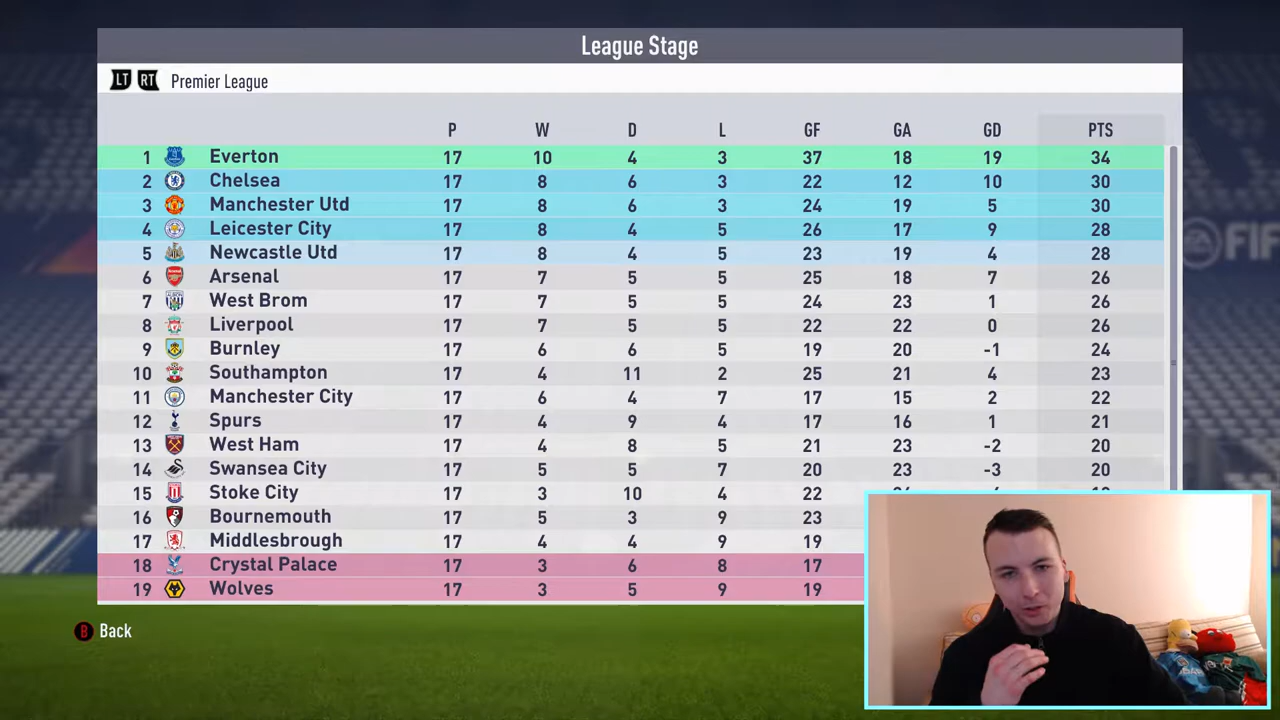 League Stage
LT RT Premier League
P W D L GF GA GD PTS
1 Everton 17 10 4 3 37 18 19 34
2 Chelsea 17 8 6 3 22 12 10 30
3 Manchester Utd 17 8 6 3 24 19 5 30
4 Leicester City 17 8 4 5 26 17 9 28
5 Newcastle Utd 17 8 4 5 23 19 4 28
6 Arsenal 17 7 5 5 25 18 7 26
7 West Brom 17 7 5 5 24 23 1 26
8 Liverpool 17 7 5 5 22 22 0 26
9 Burnley 17 6 6 5 19 20 -1 24
10 Southampton 17 4 11 2 25 21 4 23
11 Manchester City 17 6 4 7 17 15 2 22
12 Spurs 17 4 9 4 17 16 1 21
13 West Ham 17 4 8 5 21 23 -2 20
14 Swansea City 17 5 5 7 20 23 -3 20
15 Stoke City 17 3 10 4 22
16 Bournemouth 17 5 3 9 23
17 Middlesbrough 17 4 4 9 19
18 Crystal Palace 17 3 6 8 17
19 Wolves 17 3 5 9 19
B Back
EA FIF